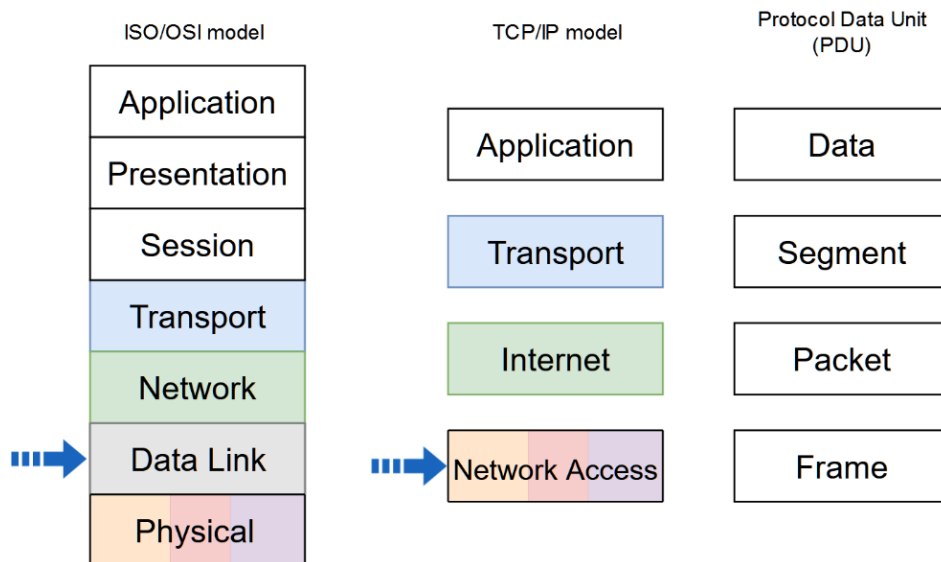 ISO/OSI model
TCP/IP model
Protocol Data Unit
(PDU)
Application
Presentation
Session
Transport
Network
Data Link
Physical
Application
Transport
Internet
Network Access
Data
Segment
Packet
Frame